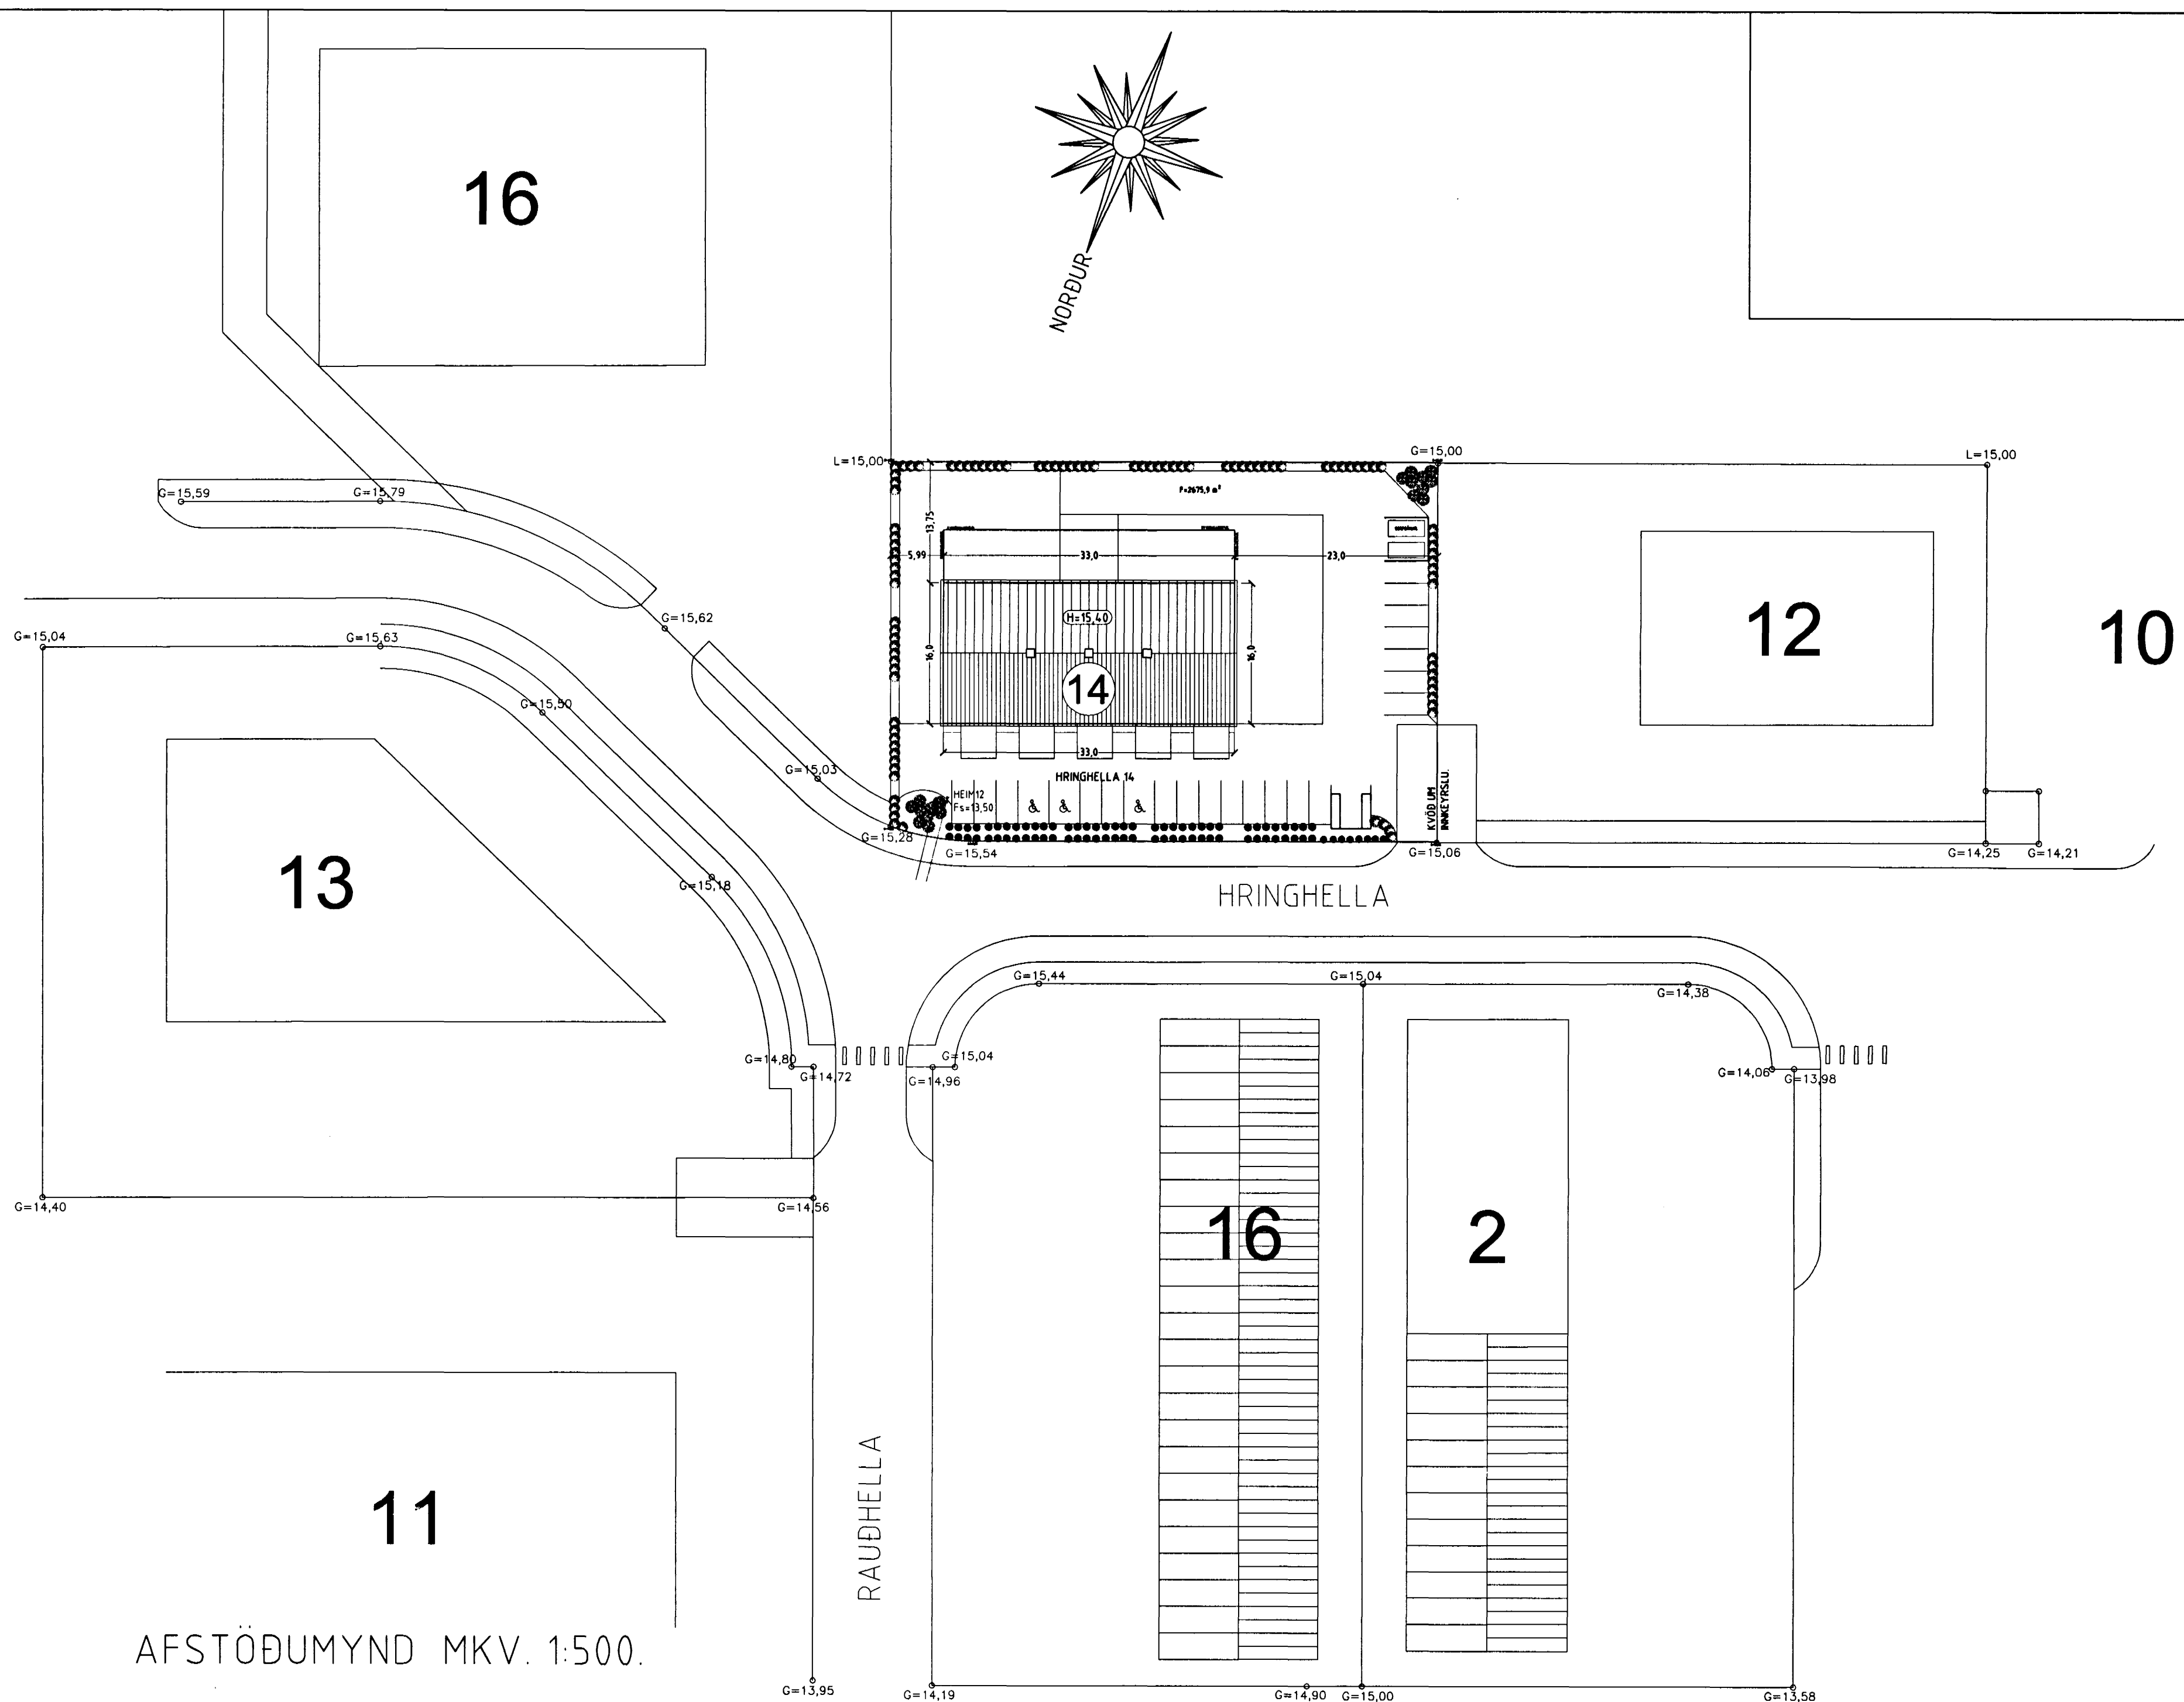 16
NORÐUR
L=15,00
G=15,00
L=15,00
F=2675,9 m²
G=15,59
G=15,79
13,75
5,99
33,0
23,0
12
10
G=15,62
H=15,40
G=15,04
G=15,63
16,0
16,0
14
G=15,50
33,0
G=15,03
HRINGHELLA 14
HEIM12
Fs=13,50
KVÖÐ UM
INNKEYRSLU.
G=15,28
G=15,54
G=15,06
G=14,25
G=14,21
13
G=15,18
HRINGHELLA
G=15,44
G=15,04
G=14,38
G=14,80
G=14,72
G=15,04
G=14,96
G=14,06
G=13,98
G=14,40
G=14,56
16
2
11
RAUÐHELLA
AFSTÖÐUMYND MKV. 1:500.
G=13,95
G=14,19
G=14,90
G=15,00
G=13,58